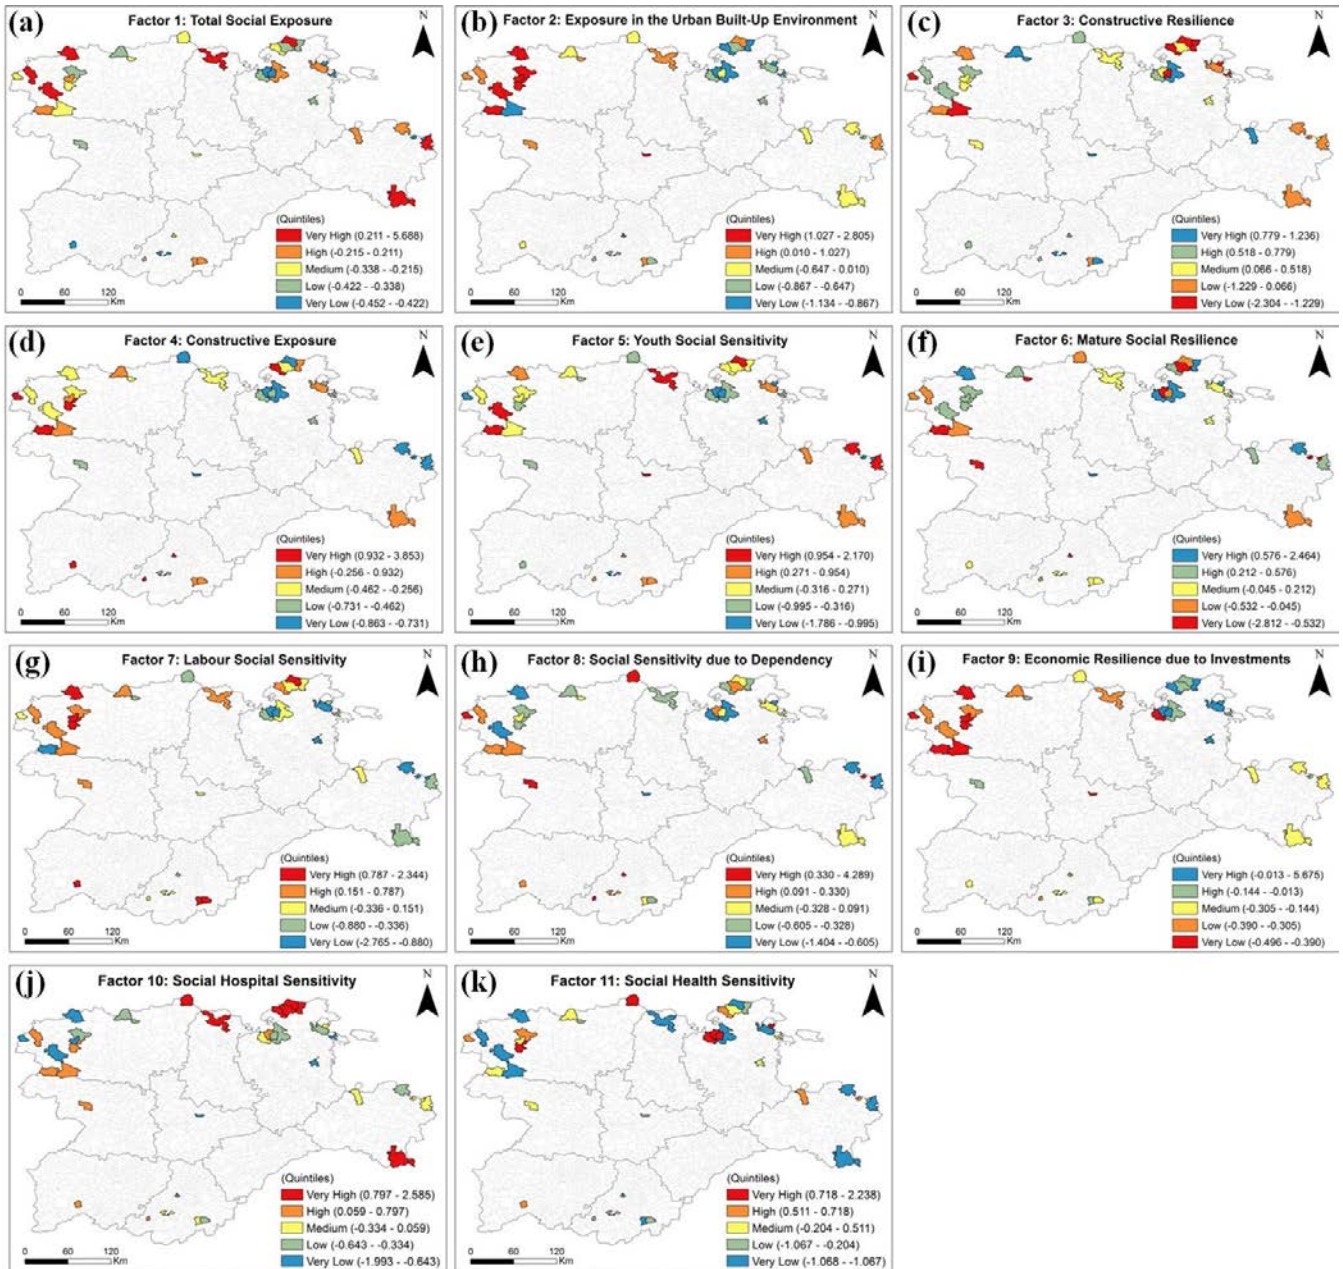 (a)
Factor 1: Total Social Exposure
N
(Quintiles)
Very High (0.211 - 5.688)
High (-0.215 - 0.211)
Medium (-0.338 - -0.215)
Low (-0.422 - -0.338)
Very Low (-0.452 - -0.422)
0 60 120
Km
(b)
Factor 2: Exposure in the Urban Built-Up Environment
N
(Quintiles)
Very High (1.027 - 2.805)
High (0.010 - 1.027)
Medium (-0.647 - 0.010)
Low (-0.867 - -0.647)
Very Low (-1.134 - -0.867)
0 60 120
Km
(c)
Factor 3: Constructive Resilience
N
(Quintiles)
Very High (0.779 - 1.236)
High (0.518 - 0.779)
Medium (0.066 - 0.518)
Low (-1.229 - 0.066)
Very Low (-2.304 - -1.229)
0 60 120
Km
(d)
Factor 4: Constructive Exposure
N
(Quintiles)
Very High (0.932 - 3.853)
High (-0.256 - 0.932)
Medium (-0.462 - -0.256)
Low (-0.731 - -0.462)
Very Low (-0.863 - -0.731)
0 60 120
Km
(e)
Factor 5: Youth Social Sensitivity
N
(Quintiles)
Very High (0.954 - 2.170)
High (0.271 - 0.954)
Medium (-0.316 - 0.271)
Low (-0.995 - -0.316)
Very Low (-1.786 - -0.995)
0 60 120
Km
(f)
Factor 6: Mature Social Resilience
N
(Quintiles)
Very High (0.576 - 2.464)
High (0.212 - 0.576)
Medium (-0.045 - 0.212)
Low (-0.532 - -0.045)
Very Low (-2.812 - -0.532)
0 60 120
Km
(g)
Factor 7: Labour Social Sensitivity
N
(Quintiles)
Very High (0.787 - 2.344)
High (0.151 - 0.787)
Medium (-0.336 - 0.151)
Low (-0.880 - -0.336)
Very Low (-2.765 - -0.880)
0 60 120
Km
(h)
Factor 8: Social Sensitivity due to Dependency
N
(Quintiles)
Very High (0.330 - 4.289)
High (0.091 - 0.330)
Medium (-0.328 - 0.091)
Low (-0.605 - -0.328)
Very Low (-1.404 - -0.605)
0 60 120
Km
(i)
Factor 9: Economic Resilience due to Investments
N
(Quintiles)
Very High (-0.013 - 5.675)
High (-0.144 - -0.013)
Medium (-0.305 - -0.144)
Low (-0.390 - -0.305)
Very Low (-0.496 - -0.390)
0 60 120
Km
(j)
Factor 10: Social Hospital Sensitivity
N
(Quintiles)
Very High (0.797 - 2.585)
High (0.059 - 0.797)
Medium (-0.334 - 0.059)
Low (-0.643 - -0.334)
Very Low (-1.993 - -0.643)
0 60 120
Km
(k)
Factor 11: Social Health Sensitivity
N
(Quintiles)
Very High (0.718 - 2.238)
High (0.511 - 0.718)
Medium (-0.204 - 0.511)
Low (-1.067 - -0.204)
Very Low (-1.068 - -1.067)
0 60 120
Km